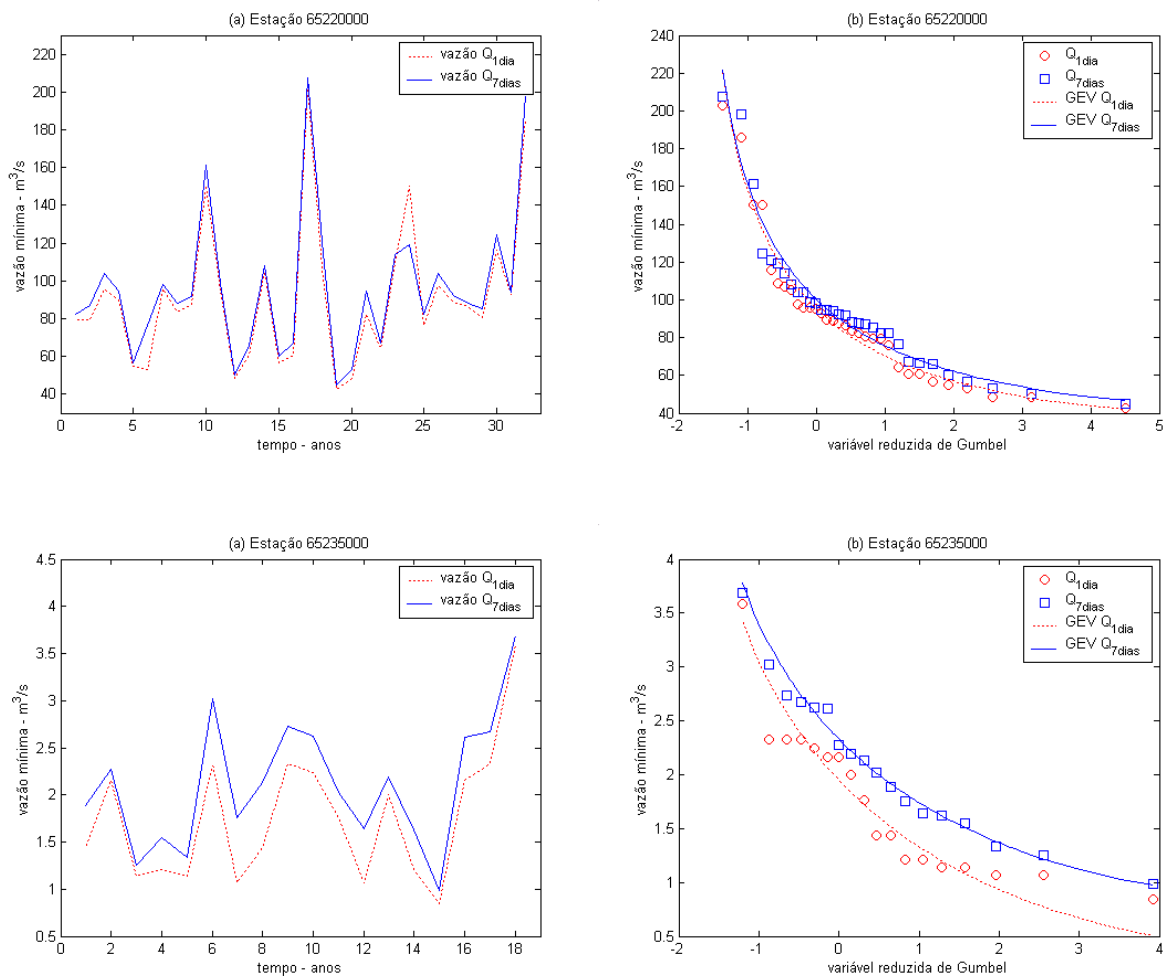 (a) Estação 65220000
vazão Q1dia
vazão Q7dias
220
200
180
160
140
120
100
80
60
40
0 5 10 15 20 25 30
vazão mínima - m³/s
tempo - anos
(b) Estação 65220000
Q1dia
Q7dias
GEV Q1dia
GEV Q7dias
240
220
200
180
160
140
120
100
80
60
40
-2 -1 0 1 2 3 4 5
vazão mínima - m³/s
variável reduzida de Gumbel
(a) Estação 65235000
vazão Q1dia
vazão Q7dias
4.5
4
3.5
3
2.5
2
1.5
1
0.5
0 2 4 6 8 10 12 14 16 18
vazão mínima - m³/s
tempo - anos
(b) Estação 65235000
Q1dia
Q7dias
GEV Q1dia
GEV Q7dias
4
3.5
3
2.5
2
1.5
1
0.5
-2 -1 0 1 2 3 4
vazão mínima - m³/s
variável reduzida de Gumbel